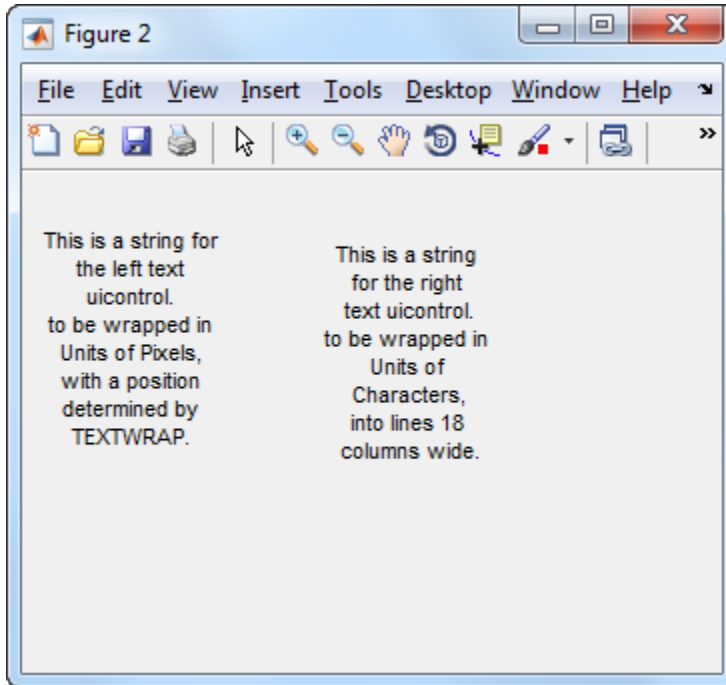 Figure 2
File Edit View Insert Tools Desktop Window Help
This is a string for
the left text
uicontrol.
to be wrapped in
Units of Pixels,
with a position
determined by
TEXTWRAP.
This is a string
for the right
text uicontrol.
to be wrapped in
Units of
Characters,
into lines 18
columns wide.